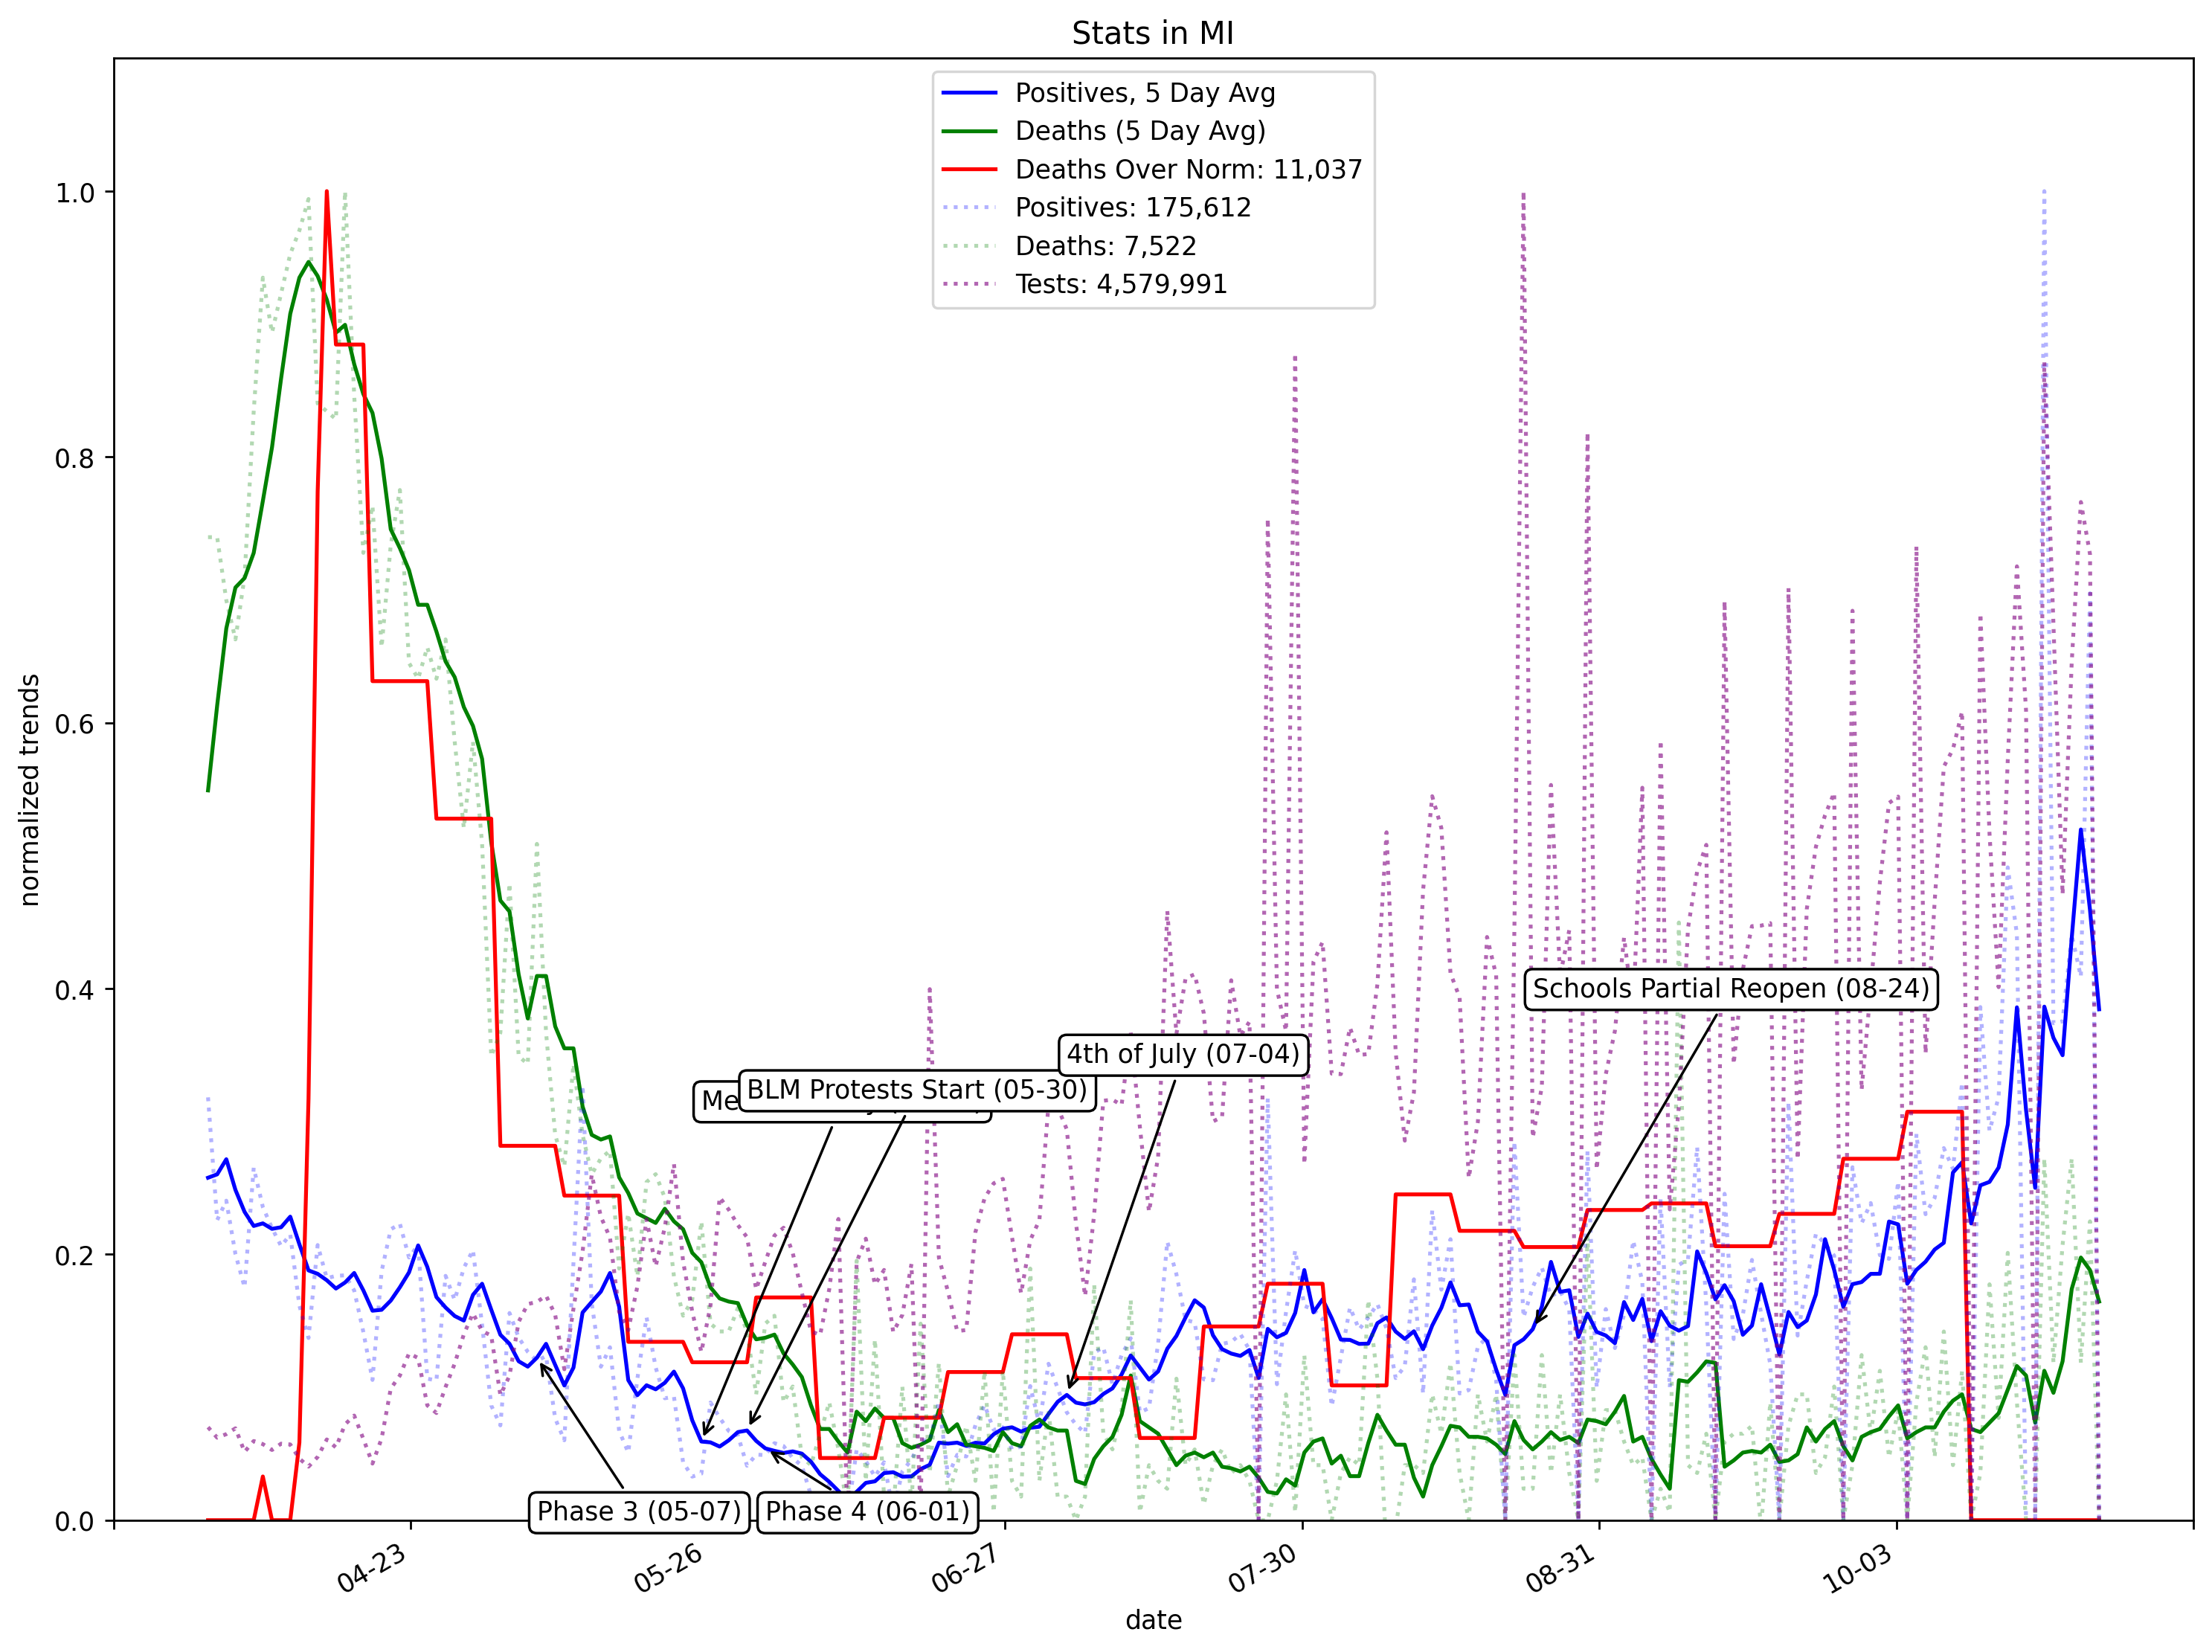 Stats in MI
Positives, 5 Day Avg
Deaths (5 Day Avg)
Deaths Over Norm: 11,037
Positives: 175,612
Deaths: 7,522
Tests: 4,579,991
normalized trends
1.0
0.8
0.6
0.4
0.2
0.0
Schools Partial Reopen (08-24)
4th of July (07-04)
BLM Protests Start (05-30)
Phase 3 (05-07)
Phase 4 (06-01)
04-23
05-26
06-27
07-30
08-31
10-03
date